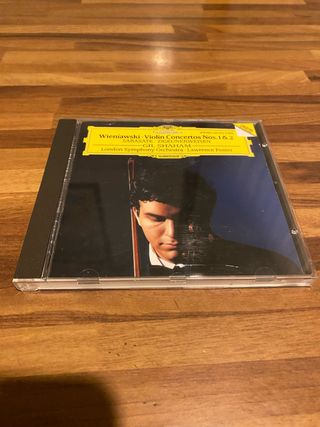 Wieniawski · Violin Concertos Nos. 1 & 2
SARASATE · ZIGEUNERWEISEN
GIL SHAHAM
London Symphony Orchestra · Lawrence Foster